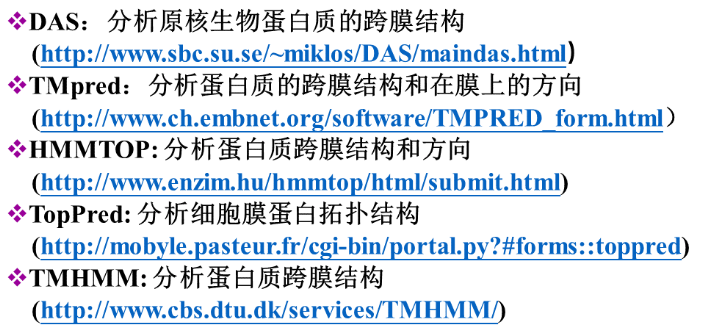 ❖DAS：分析原核生物蛋白质的跨膜结构
(http://www.sbc.su.se/~miklos/DAS/maindas.html)
❖TMpred：分析蛋白质的跨膜结构和在膜上的方向
(http://www.ch.embnet.org/software/TMPRED_form.html）
❖HMMTOP: 分析蛋白质跨膜结构和方向
(http://www.enzim.hu/hmmtop/html/submit.html)
❖TopPred: 分析细胞膜蛋白拓扑结构
(http://mobyle.pasteur.fr/cgi-bin/portal.py?#forms::toppred)
❖TMHMM: 分析蛋白质跨膜结构
(http://www.cbs.dtu.dk/services/TMHMM/)